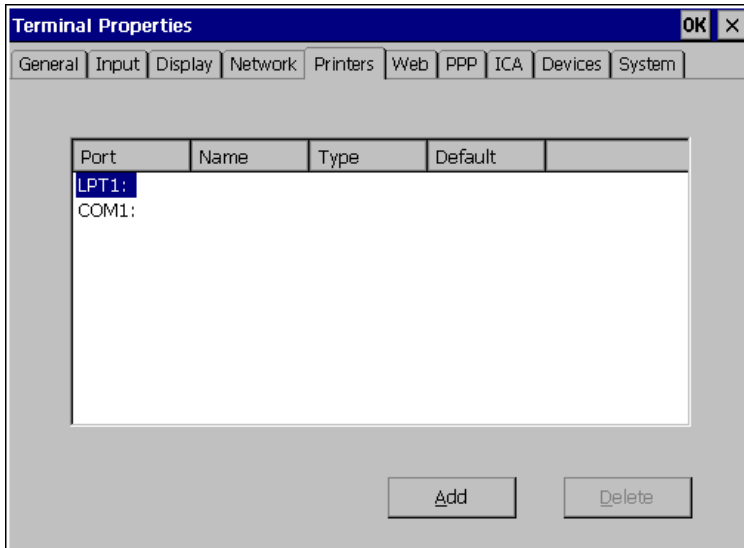 Terminal Properties OK ×
General Input Display Network Printers Web PPP ICA Devices System
Port Name Type Default
LPT1:
COM1:
Add Delete